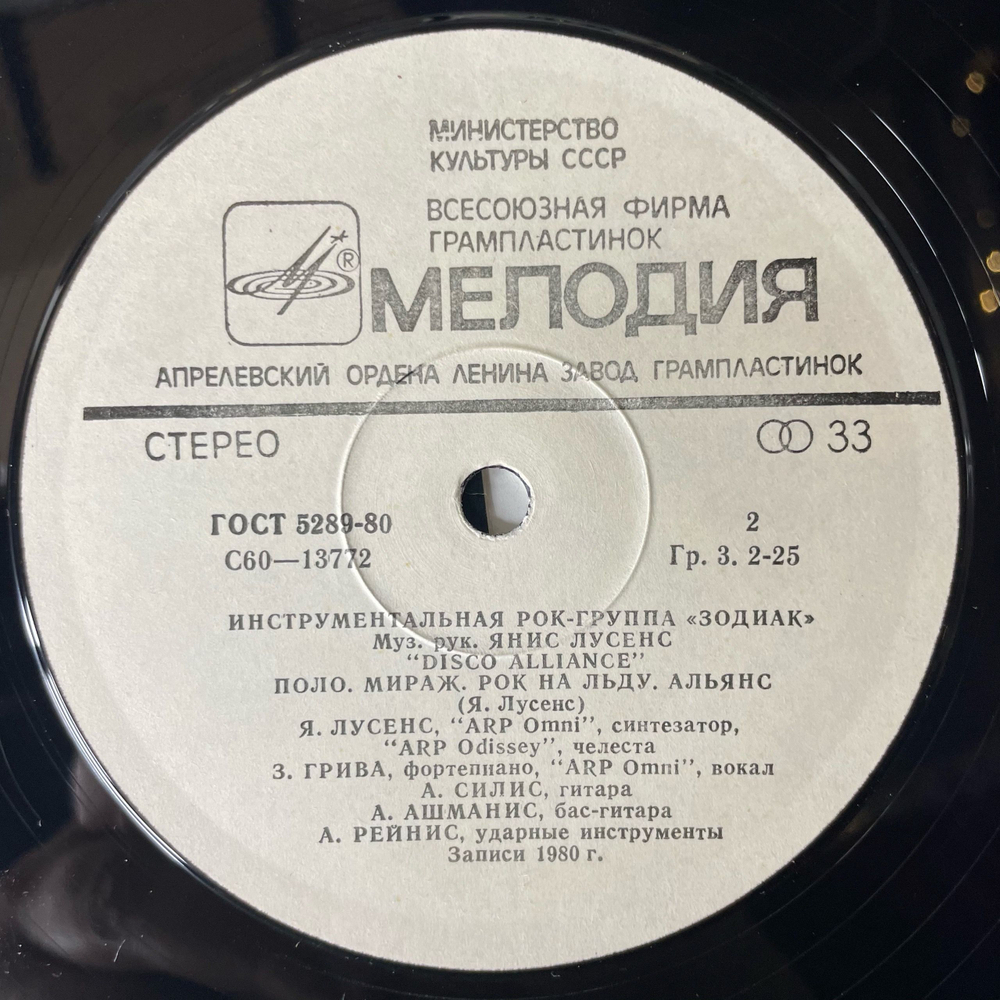 МИНИСТЕРСТВО
КУЛЬТУРЫ СССР
ВСЕСОЮЗНАЯ ФИРМА
ГРАМПЛАСТИНОК
®
МЕЛОДИЯ
АПРЕЛЕВСКИЙ ОРДЕНА ЛЕНИНА ЗАВОД ГРАМПЛАСТИНОК
СТЕРЕО 33
ГОСТ 5289-80 2
С60—13772 Гр. 3. 2-25
ИНСТРУМЕНТАЛЬНАЯ РОК-ГРУППА «ЗОДИАК»
Муз. рук. ЯНИС ЛУСЕНС
“DISCO ALLIANCE”
ПОЛО. МИРАЖ. РОК НА ЛЬДУ. АЛЬЯНС
(Я. Лусенс)
Я. ЛУСЕНС, “ARP Omni”, синтезатор,
“ARP Odissey”, челеста
З. ГРИВА, фортепиано, “ARP Omni”, вокал
А. СИЛИС, гитара
А. АШМАНИС, бас-гитара
А. РЕЙНИС, ударные инструменты
Записи 1980 г.